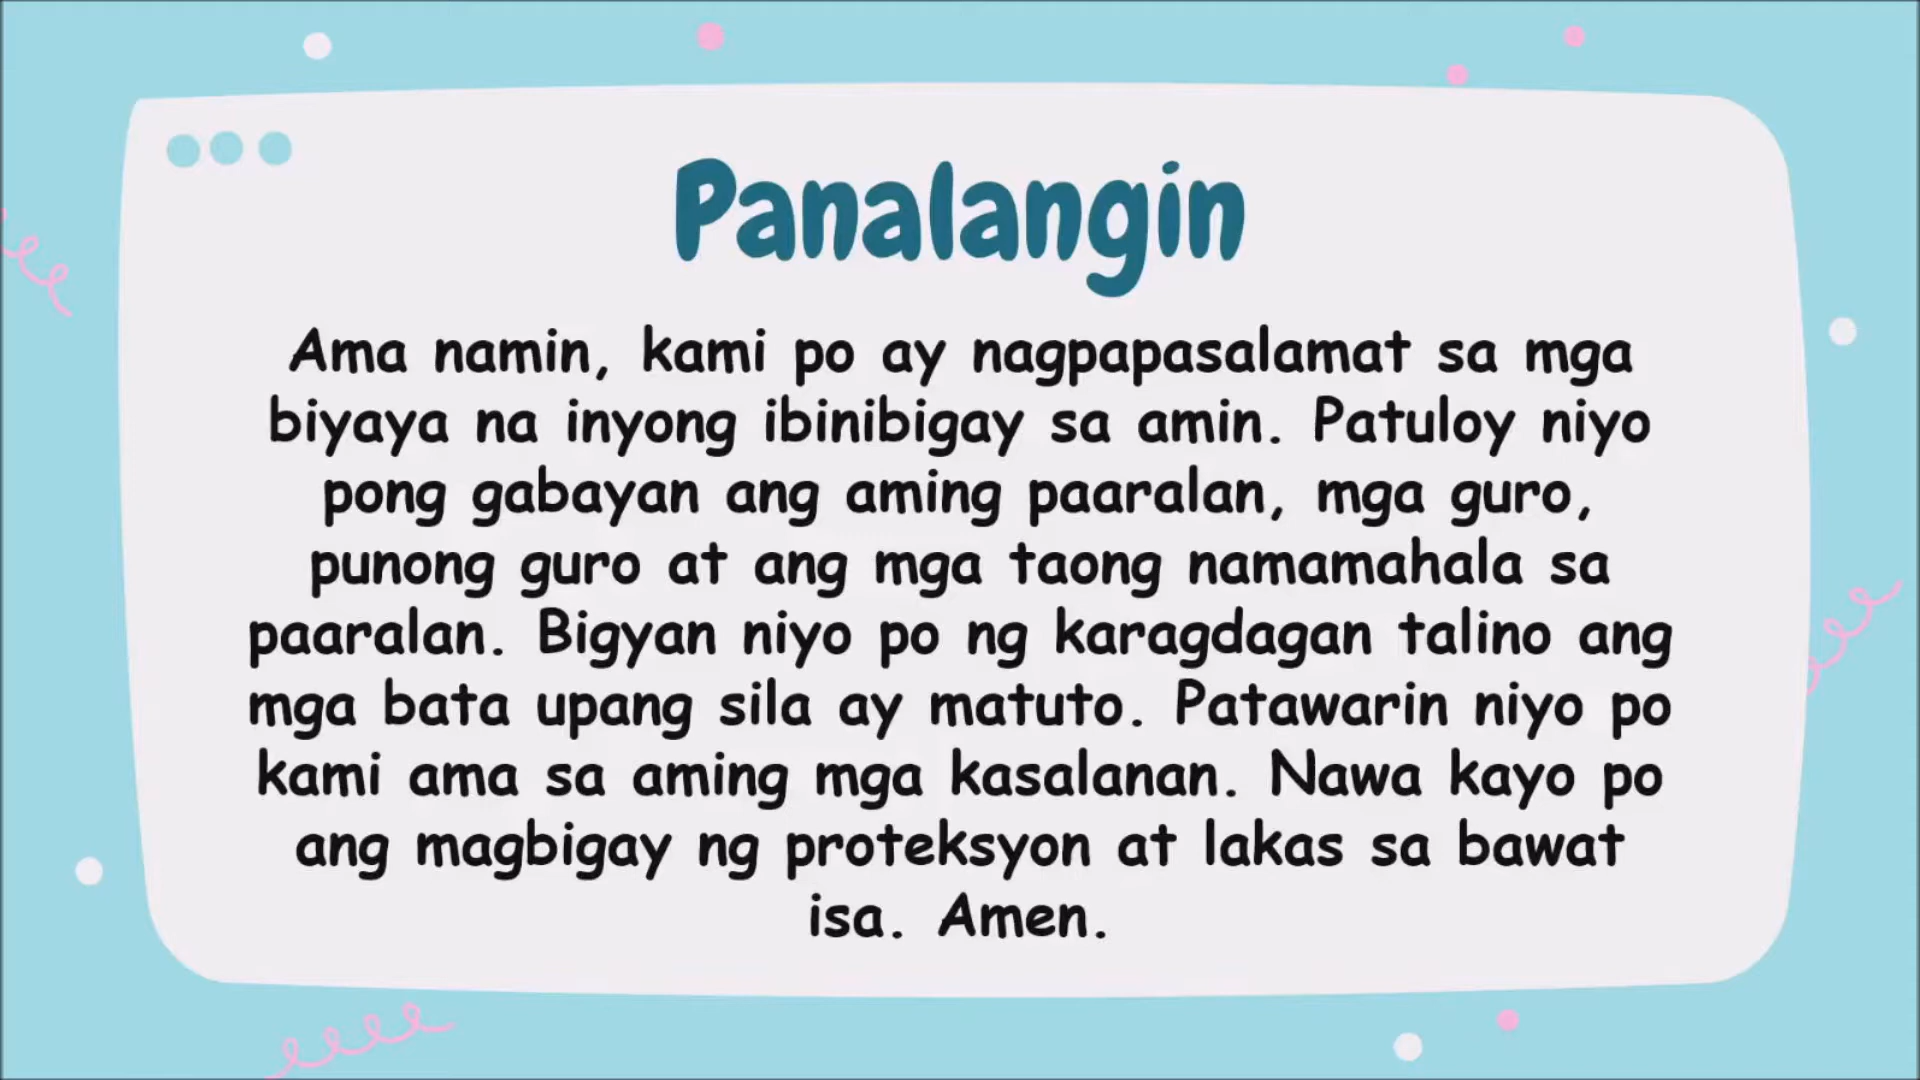 Panalangin
Ama namin, kami po ay nagpapasalamat sa mga
biyaya na inyong ibinibigay sa amin. Patuloy niyo
pong gabayan ang aming paaralan, mga guro,
punong guro at ang mga taong namamahala sa
paaralan. Bigyan niyo po ng karagdagan talino ang
mga bata upang sila ay matuto. Patawarin niyo po
kami ama sa aming mga kasalanan. Nawa kayo po
ang magbigay ng proteksyon at lakas sa bawat
isa. Amen.